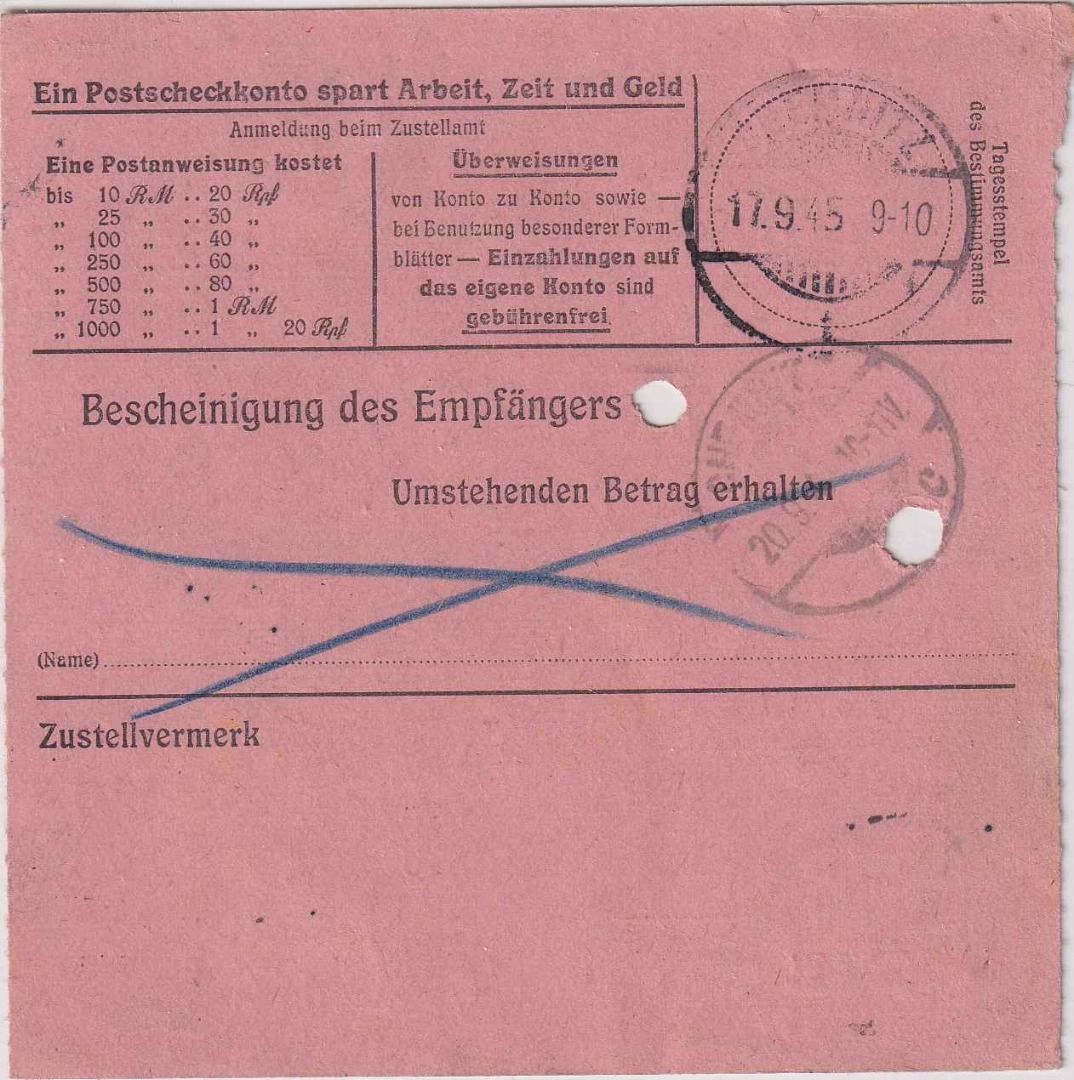 Ein Postscheckkonto spart Arbeit, Zeit und Geld
Anmeldung beim Zustellamt
Eine Postanweisung kostet
bis 10 RM .. 20 Rpf
„ 25 „ .. 30 „
„ 100 „ .. 40 „
„ 250 „ .. 60 „
„ 500 „ .. 80 „
„ 750 „ .. 1 RM
„ 1000 „ .. 1 „ 20 Rpf
Überweisungen
von Konto zu Konto sowie —
bei Benutzung besonderer Form-
blätter — Einzahlungen auf
das eigene Konto sind
gebührenfrei
17.9.45 9-10
Tagesstempel
des Bestimmungsamts
Bescheinigung des Empfängers
Umstehenden Betrag erhalten
20.9
C
(Name)
Zustellvermerk